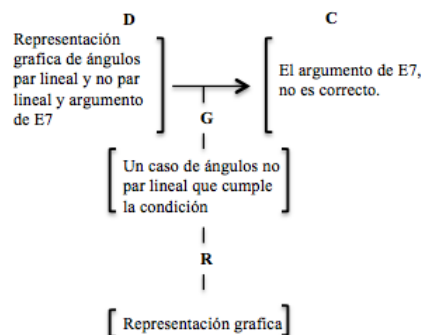 D
C
Representación
grafica de ángulos
par lineal y no par
lineal y argumento
de E7
El argumento de E7,
no es correcto.
G
Un caso de ángulos no
par lineal que cumple
la condición
R
Representación grafica